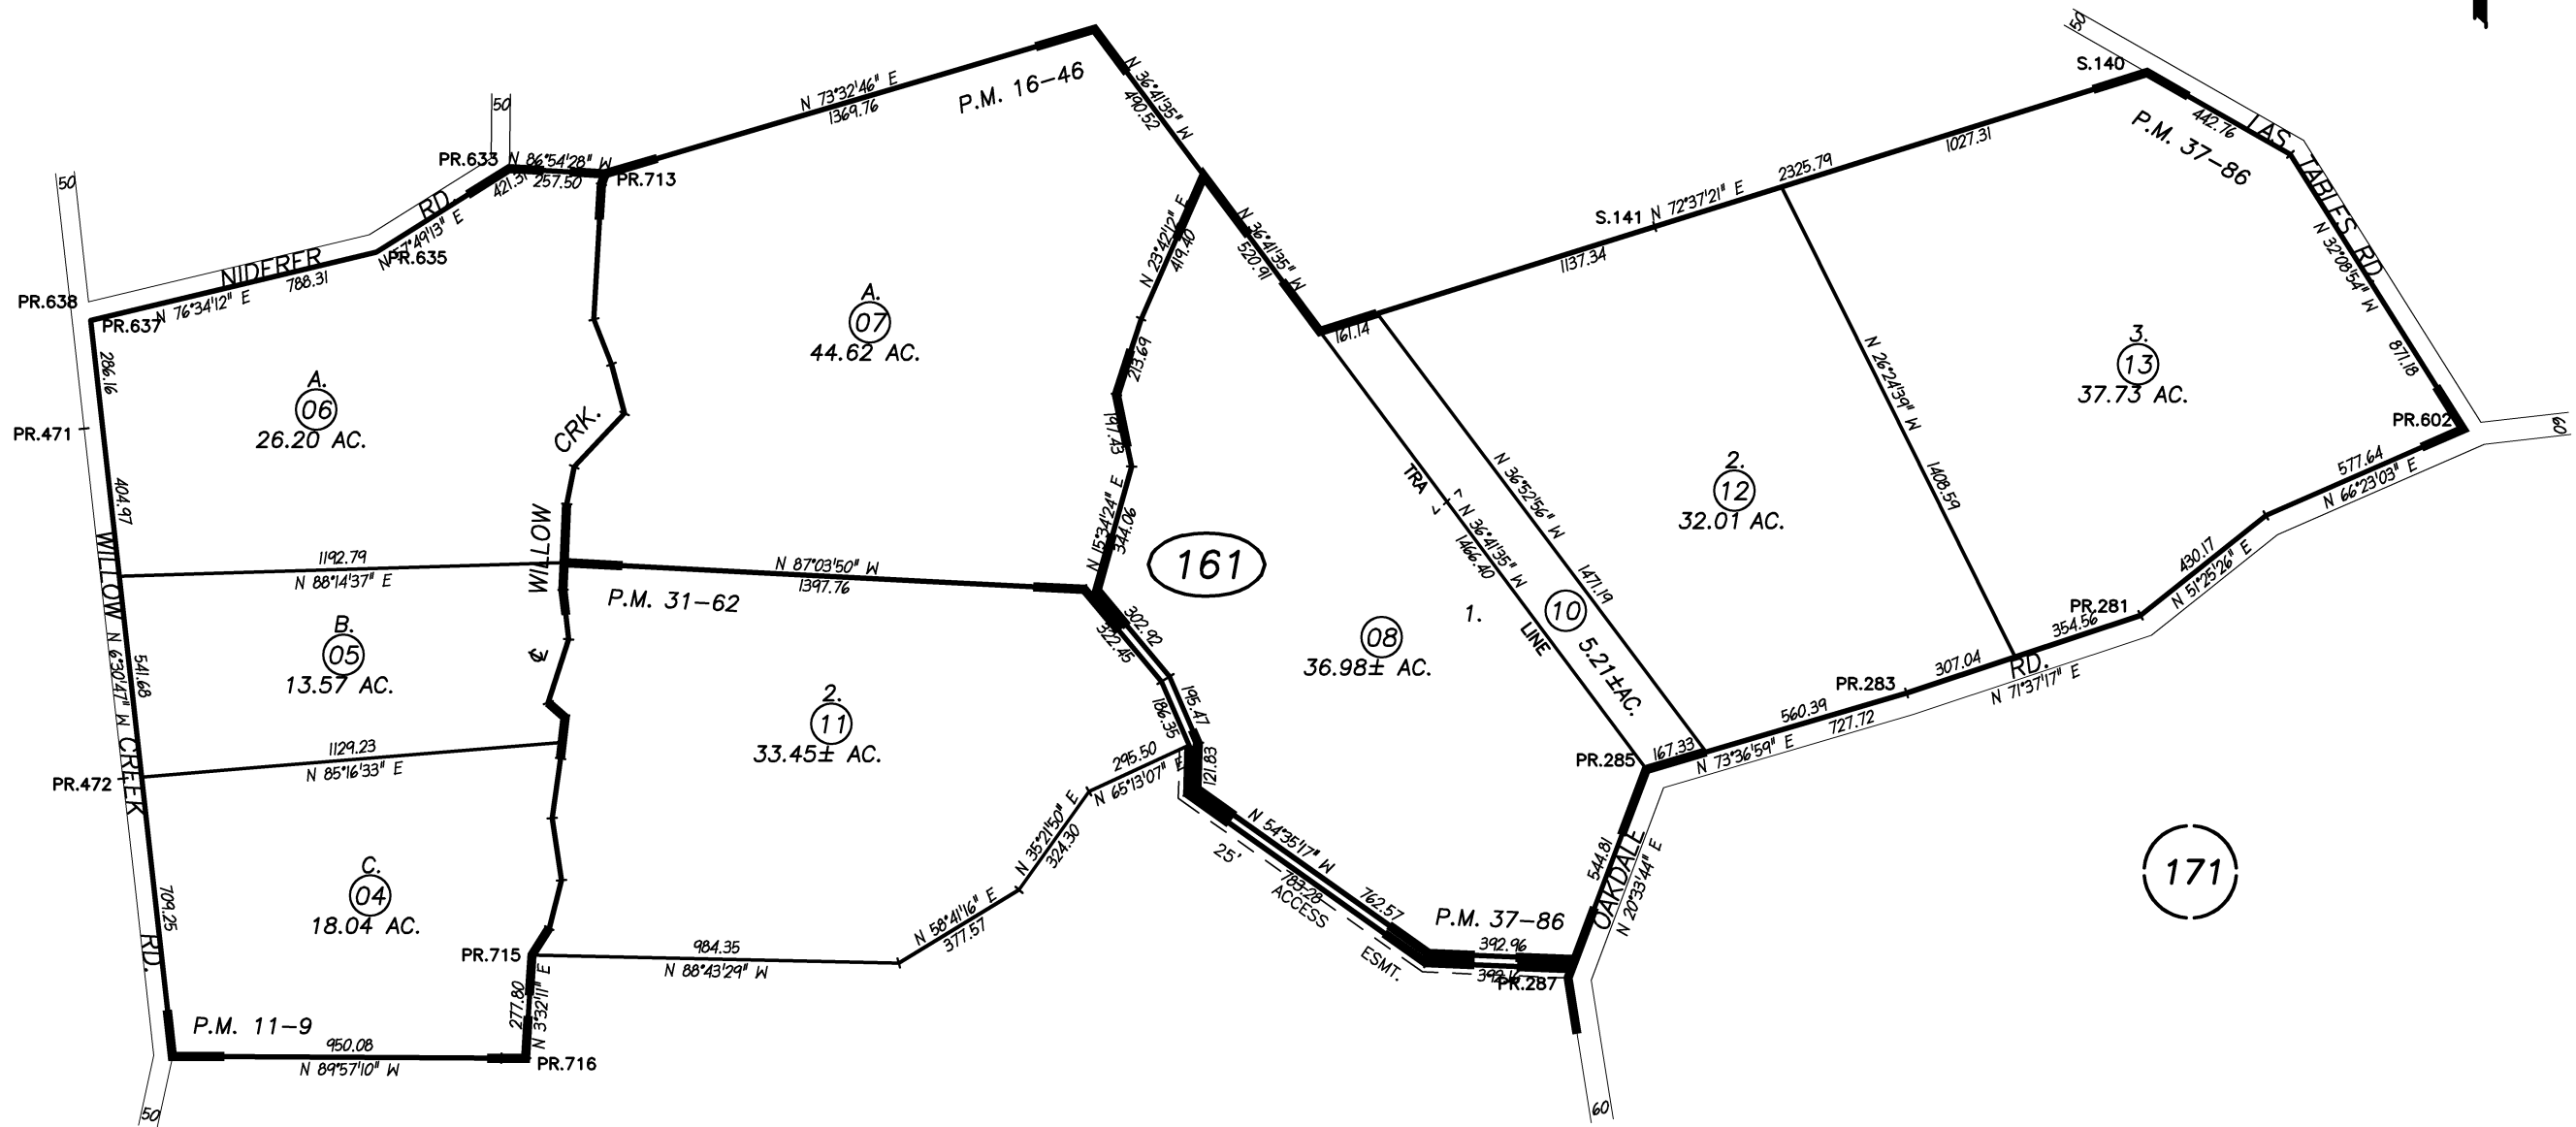 50
S.140
442.76
P.M. 37-86
N 73°32'46" E
1369.76
P.M. 16-46
N 36°41'35" W
490.52
50
PR.633
N 86°54'28" W
421.31
257.50
PR.713
RD.
N 57°49'13" E
PR.635
50
NIDERER
788.31
PR.638
PR.637
N 76°34'12" E
2325.79
1027.31
S.141
N 72°37'21" E
1137.34
161.14
TABLES RD.
N 32°08'54" W
871.18
PR.602
60
N 23°42'12" E
419.40
N 36°41'35" W
520.91
213.69
197.43
N 15°34'24" E
344.06
286.16
PR.471
404.97
A.
06
26.20 AC.
CRK.
WILLOW
A.
07
44.62 AC.
TRA
LINE
N 36°41'35" W
1466.40
N 36°52'56" W
1471.19
2.
12
32.01 AC.
N 26°24'39" W
1408.59
3.
13
37.73 AC.
577.64
N 66°23'03" E
430.17
N 51°25'26" E
PR.281
354.56
1192.79
N 88°14'37" E
N 87°03'50" W
1397.76
P.M. 31-62
161
WILLOW
N 6°30'47" W
CREEK
RD.
541.68
B.
05
13.57 AC.
℄
302.92
322.45
195.47
186.35
1.
08
36.98± AC.
10
5.21±AC.
RD.
307.04
N 71°37'17" E
PR.283
560.39
727.72
167.33
N 73°36'59" E
PR.285
1129.23
N 85°16'33" E
PR.472
2.
11
33.45± AC.
295.50
N 65°13'07" E
121.83
N 35°21'50" E
324.30
N 58°41'16" E
377.57
N 54°35'17" W
762.57
25'
783.28
ACCESS
ESMT.
544.81
OAKDALE
N 20°33'44" E
171
C.
04
18.04 AC.
709.25
PR.715
984.35
N 88°43'29" W
P.M. 37-86
392.96
PR.287
277.80
N 3°32'11" E
P.M. 11-9
950.08
N 89°57'10" W
PR.716
50
60